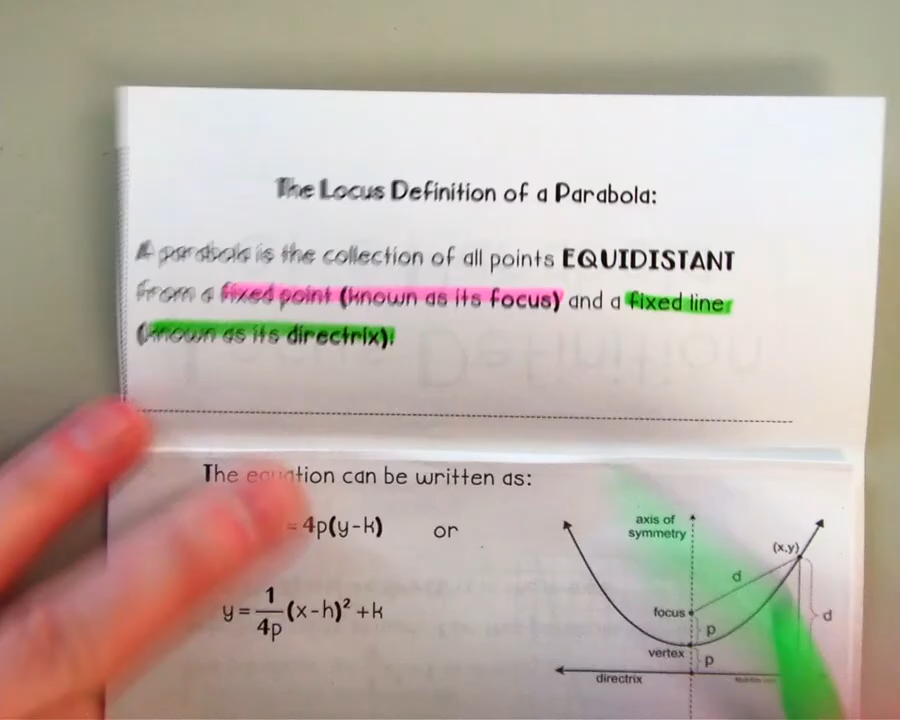 The Locus Definition of a Parabola:
A parabola is the collection of all points EQUIDISTANT
from a fixed point (known as its focus) and a fixed line
(known as its directrix).
The equation can be written as:
= 4p(y-k) or
y = 1/4p (x-h)² + k
axis of
symmetry
(x,y)
d
focus
d
p
vertex
p
directrix